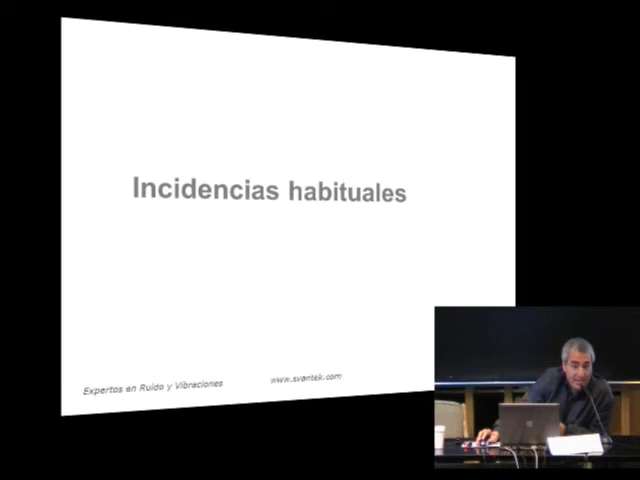 Incidencias habituales
Expertos en Ruido y Vibraciones
www.svantek.com